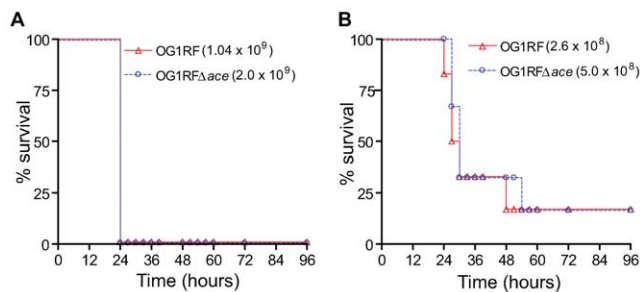 A
B
OG1RF (1.04 x 10⁹)
OG1RFΔace (2.0 x 10⁹)
OG1RF (2.6 x 10⁸)
OG1RFΔace (5.0 x 10⁸)
% survival
100
75
50
25
0
0 12 24 36 48 60 72 84 96
Time (hours)
% survival
100
75
50
25
0
0 12 24 36 48 60 72 84 96
Time (hours)